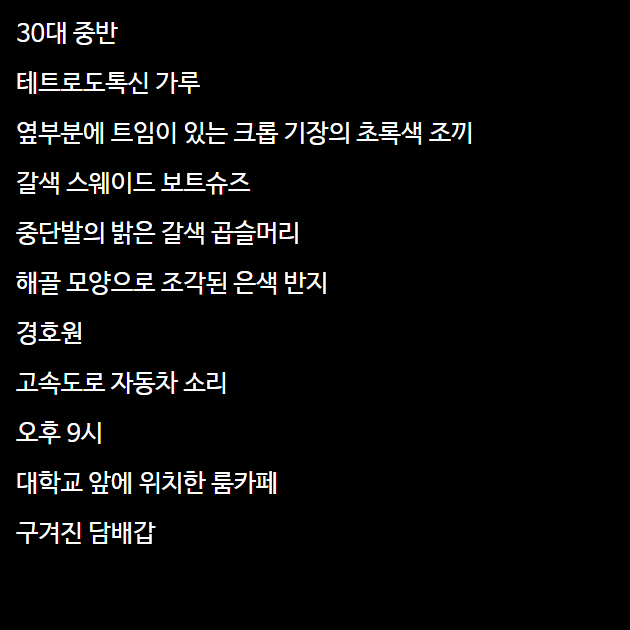 30대 중반
테트로도톡신 가루
옆부분에 트임이 있는 크롭 기장의 초록색 조끼
갈색 스웨이드 보트슈즈
중단발의 밝은 갈색 곱슬머리
해골 모양으로 조각된 은색 반지
경호원
고속도로 자동차 소리
오후 9시
대학교 앞에 위치한 룸카페
구겨진 담배갑